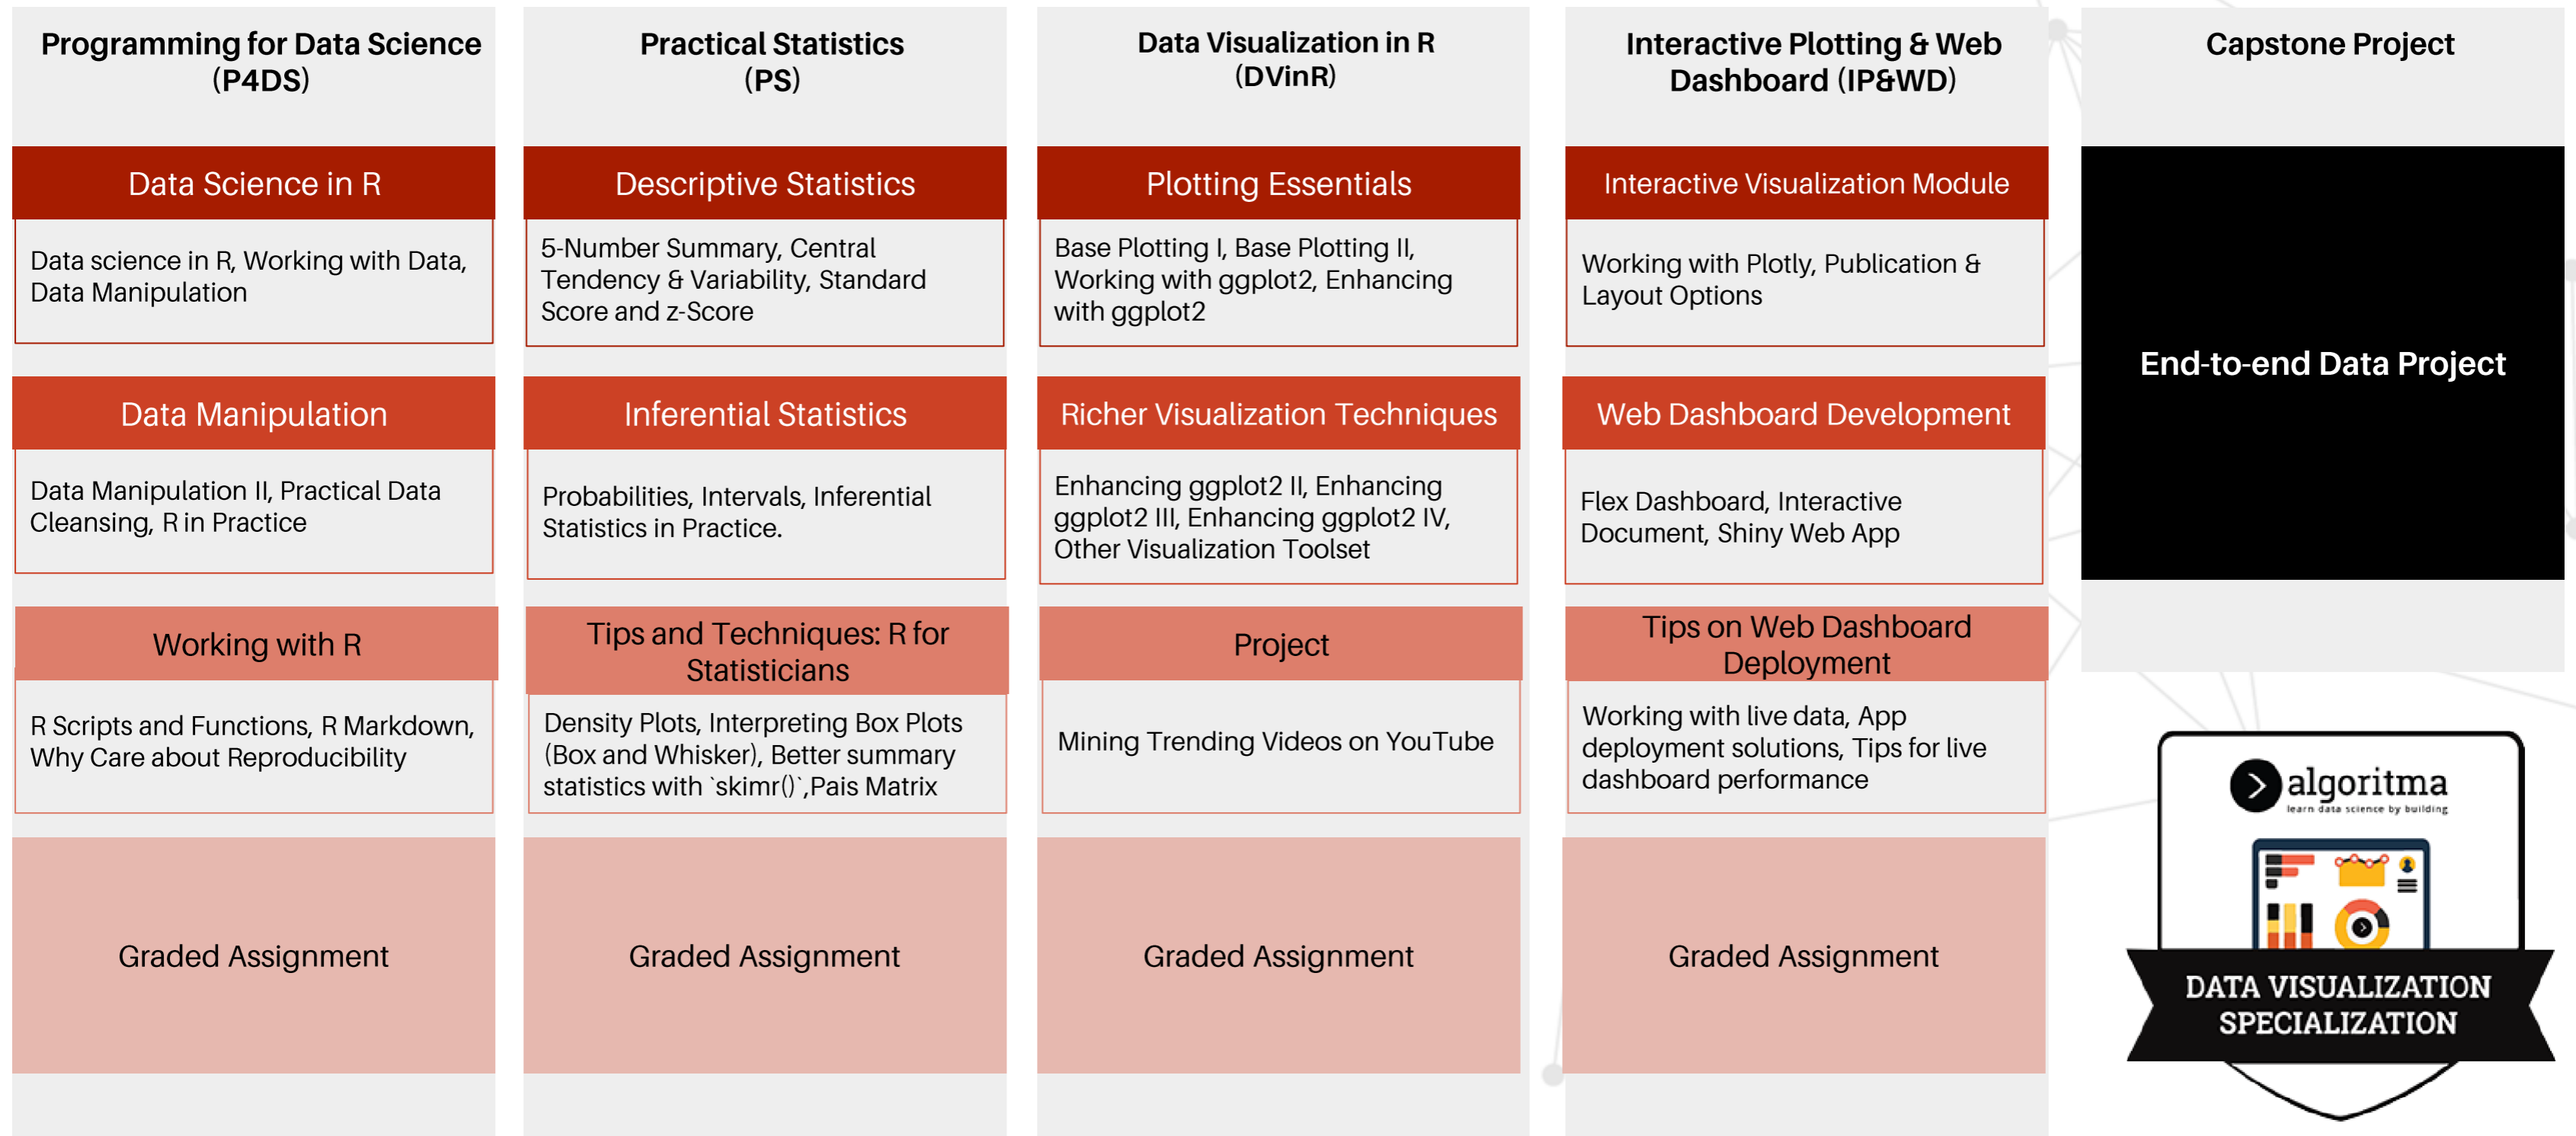 Programming for Data Science
(P4DS)
Data Science in R
Data science in R, Working with Data,
Data Manipulation
Data Manipulation
Data Manipulation II, Practical Data
Cleansing, R in Practice
Working with R
R Scripts and Functions, R Markdown,
Why Care about Reproducibility
Graded Assignment
Practical Statistics
(PS)
Descriptive Statistics
5-Number Summary, Central
Tendency & Variability, Standard
Score and z-Score
Inferential Statistics
Probabilities, Intervals, Inferential
Statistics in Practice.
Tips and Techniques: R for
Statisticians
Density Plots, Interpreting Box Plots
(Box and Whisker), Better summary
statistics with `skimr()`,Pais Matrix
Graded Assignment
Data Visualization in R
(DVinR)
Plotting Essentials
Base Plotting I, Base Plotting II,
Working with ggplot2, Enhancing
with ggplot2
Richer Visualization Techniques
Enhancing ggplot2 II, Enhancing
ggplot2 III, Enhancing ggplot2 IV,
Other Visualization Toolset
Project
Mining Trending Videos on YouTube
Graded Assignment
Interactive Plotting & Web
Dashboard (IP&WD)
Interactive Visualization Module
Working with Plotly, Publication &
Layout Options
Web Dashboard Development
Flex Dashboard, Interactive
Document, Shiny Web App
Tips on Web Dashboard
Deployment
Working with live data, App
deployment solutions, Tips for live
dashboard performance
Graded Assignment
Capstone Project
End-to-end Data Project
algoritma
learn data science by building
DATA VISUALIZATION
SPECIALIZATION